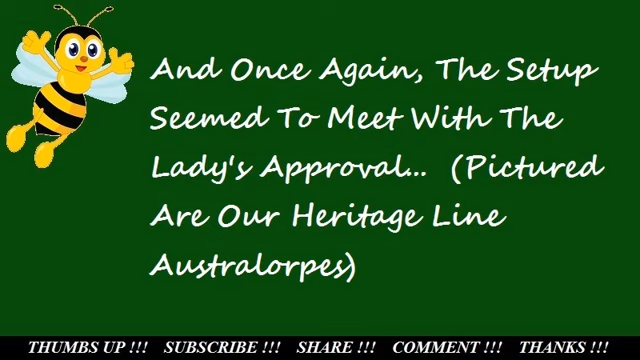 And Once Again, The Setup
Seemed To Meet With The
Lady's Approval... (Pictured
Are Our Heritage Line
Australorpes)
THUMBS UP !!! SUBSCRIBE !!! SHARE !!! COMMENT !!! THANKS !!!